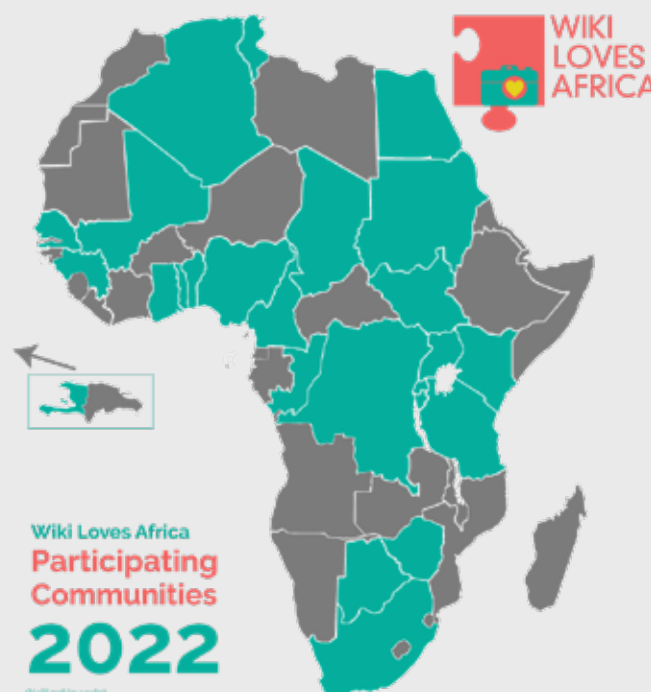 WIKI
LOVES
AFRICA
Wiki Loves Africa
Participating
Communities
2022